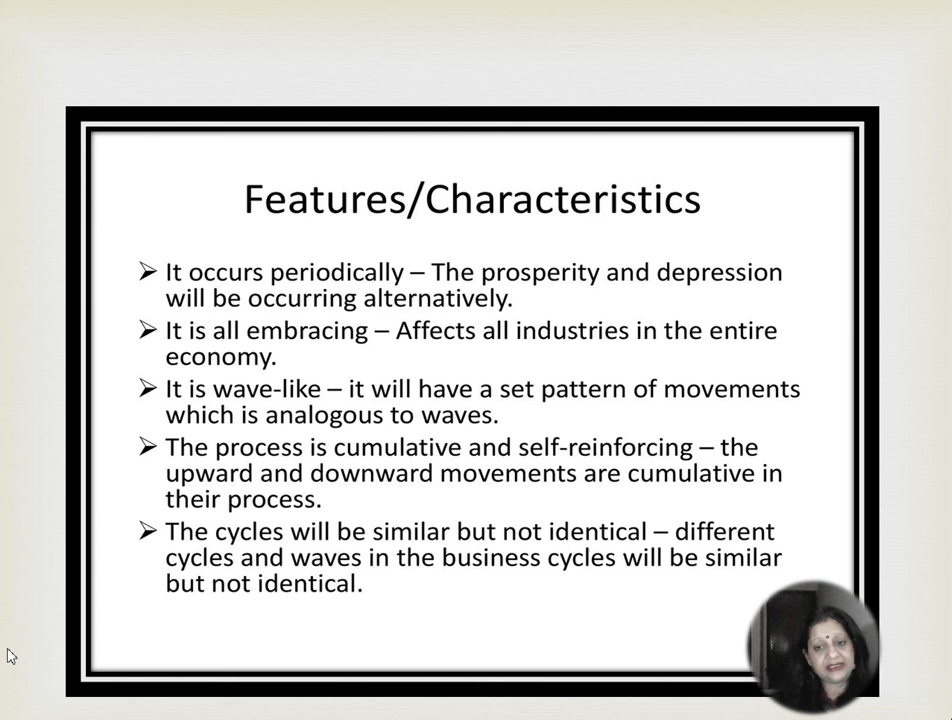 Features/Characteristics
➢ It occurs periodically – The prosperity and depression
will be occurring alternatively.
➢ It is all embracing – Affects all industries in the entire
economy.
➢ It is wave-like – it will have a set pattern of movements
which is analogous to waves.
➢ The process is cumulative and self-reinforcing – the
upward and downward movements are cumulative in
their process.
➢ The cycles will be similar but not identical – different
cycles and waves in the business cycles will be similar
but not identical.